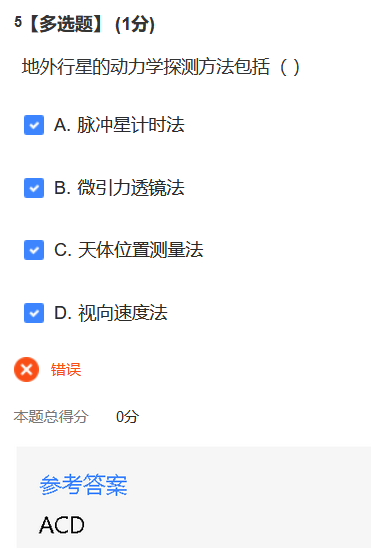 5【多选题】 (1分)
地外行星的动力学探测方法包括（ ）
A. 脉冲星计时法
B. 微引力透镜法
C. 天体位置测量法
D. 视向速度法
错误
本题总得分 0分
参考答案
ACD